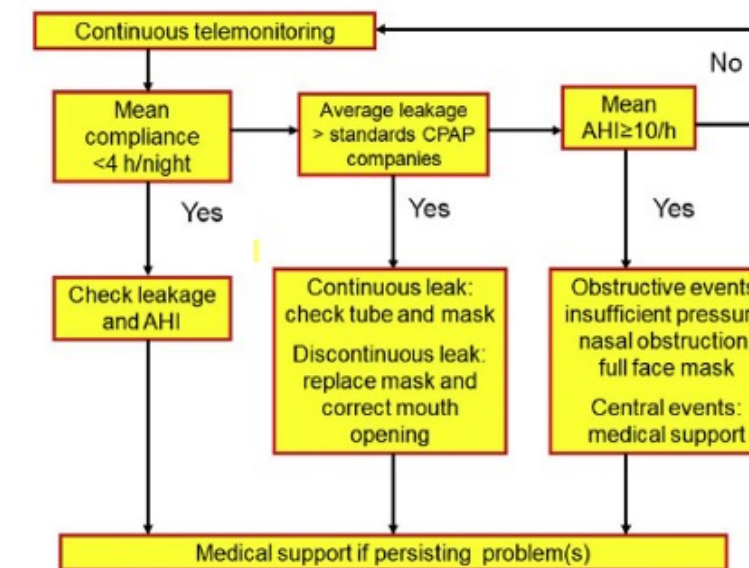 Continuous telemonitoring
No
Mean
compliance
<4 h/night
Average leakage
> standards CPAP
companies
Mean
AHI≥10/h
Yes
Yes
Yes
Check leakage
and AHI
Continuous leak:
check tube and mask
Discontinuous leak:
replace mask and
correct mouth
opening
Obstructive events
insufficient pressur
nasal obstruction
full face mask
Central events:
medical support
Medical support if persisting problem(s)